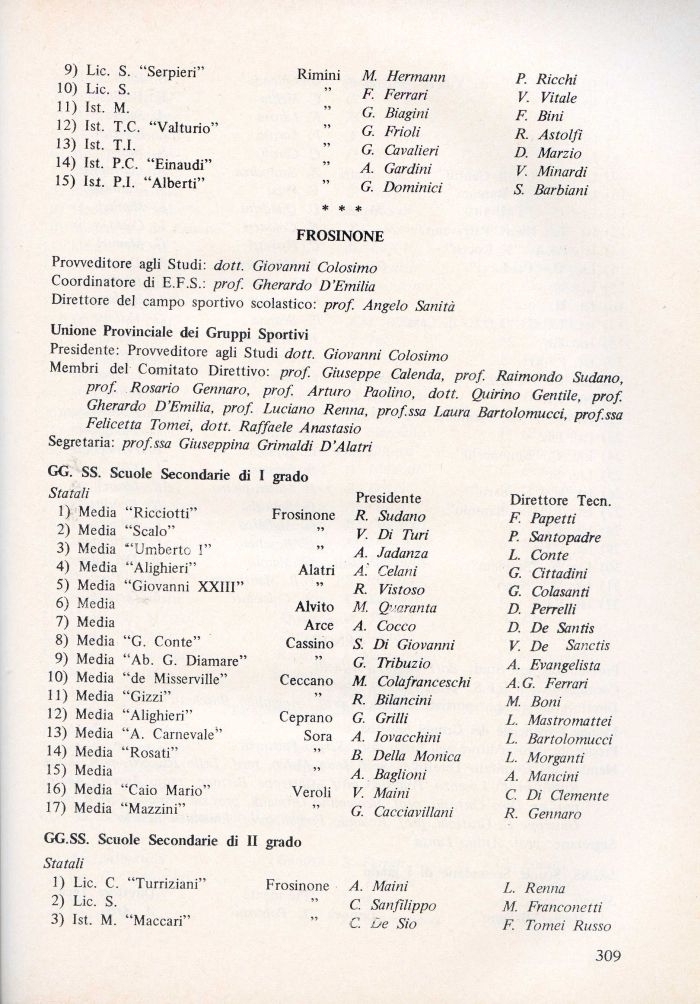 9) Lic. S. “Serpieri” Rimini M. Hermann P. Ricchi
10) Lic. S. ” F. Ferrari V. Vitale
11) Ist. M. ” G. Biagini F. Bini
12) Ist. T.C. “Valturio” ” G. Frioli R. Astolfi
13) Ist. T.I. ” G. Cavalieri D. Marzio
14) Ist. P.C. “Einaudi” ” A. Gardini V. Minardi
15) Ist. P.I. “Alberti” ” G. Dominici S. Barbiani
* * *
FROSINONE
Provveditore agli Studi: dott. Giovanni Colosimo
Coordinatore di E.F.S.: prof. Gherardo D’Emilia
Direttore del campo sportivo scolastico: prof. Angelo Sanità
Unione Provinciale dei Gruppi Sportivi
Presidente: Provveditore agli Studi dott. Giovanni Colosimo
Membri del Comitato Direttivo: prof. Giuseppe Calenda, prof. Raimondo Sudano,
prof. Rosario Gennaro, prof. Arturo Paolino, dott. Quirino Gentile, prof.
Gherardo D’Emilia, prof. Luciano Renna, prof.ssa Laura Bartolomucci, prof.ssa
Felicetta Tomei, dott. Raffaele Anastasio
Segretaria: prof.ssa Giuseppina Grimaldi D’Alatri
GG. SS. Scuole Secondarie di I grado
Statali Presidente Direttore Tecn.
1) Media “Ricciotti” Frosinone R. Sudano F. Papetti
2) Media “Scalo” ” V. Di Turi P. Santopadre
3) Media “Umberto I” ” A. Jadanza L. Conte
4) Media “Alighieri” Alatri A. Celani G. Cittadini
5) Media “Giovanni XXIII” ” R. Vistoso G. Colasanti
6) Media Alvito M. Quaranta D. Perrelli
7) Media Arce A. Cocco D. De Santis
8) Media “G. Conte” Cassino S. Di Giovanni V. De Sanctis
9) Media “Ab. G. Diamare” ” G. Tribuzio A. Evangelista
10) Media “de Misserville” Ceccano M. Colafranceschi A.G. Ferrari
11) Media “Gizzi” ” R. Bilancini M. Boni
12) Media “Alighieri” Ceprano G. Grilli L. Mastromattei
13) Media “A. Carnevale” Sora A. Iovacchini L. Bartolomucci
14) Media “Rosati” ” B. Della Monica L. Morganti
15) Media ” A. Baglioni A. Mancini
16) Media “Caio Mario” Veroli V. Maini C. Di Clemente
17) Media “Mazzini” ” G. Cacciavillani R. Gennaro
GG.SS. Scuole Secondarie di II grado
Statali
1) Lic. C. “Turriziani” Frosinone A. Maini L. Renna
2) Lic. S. ” C. Sanfilippo M. Franconetti
3) Ist. M. “Maccari” ” C. De Sio F. Tomei Russo
309